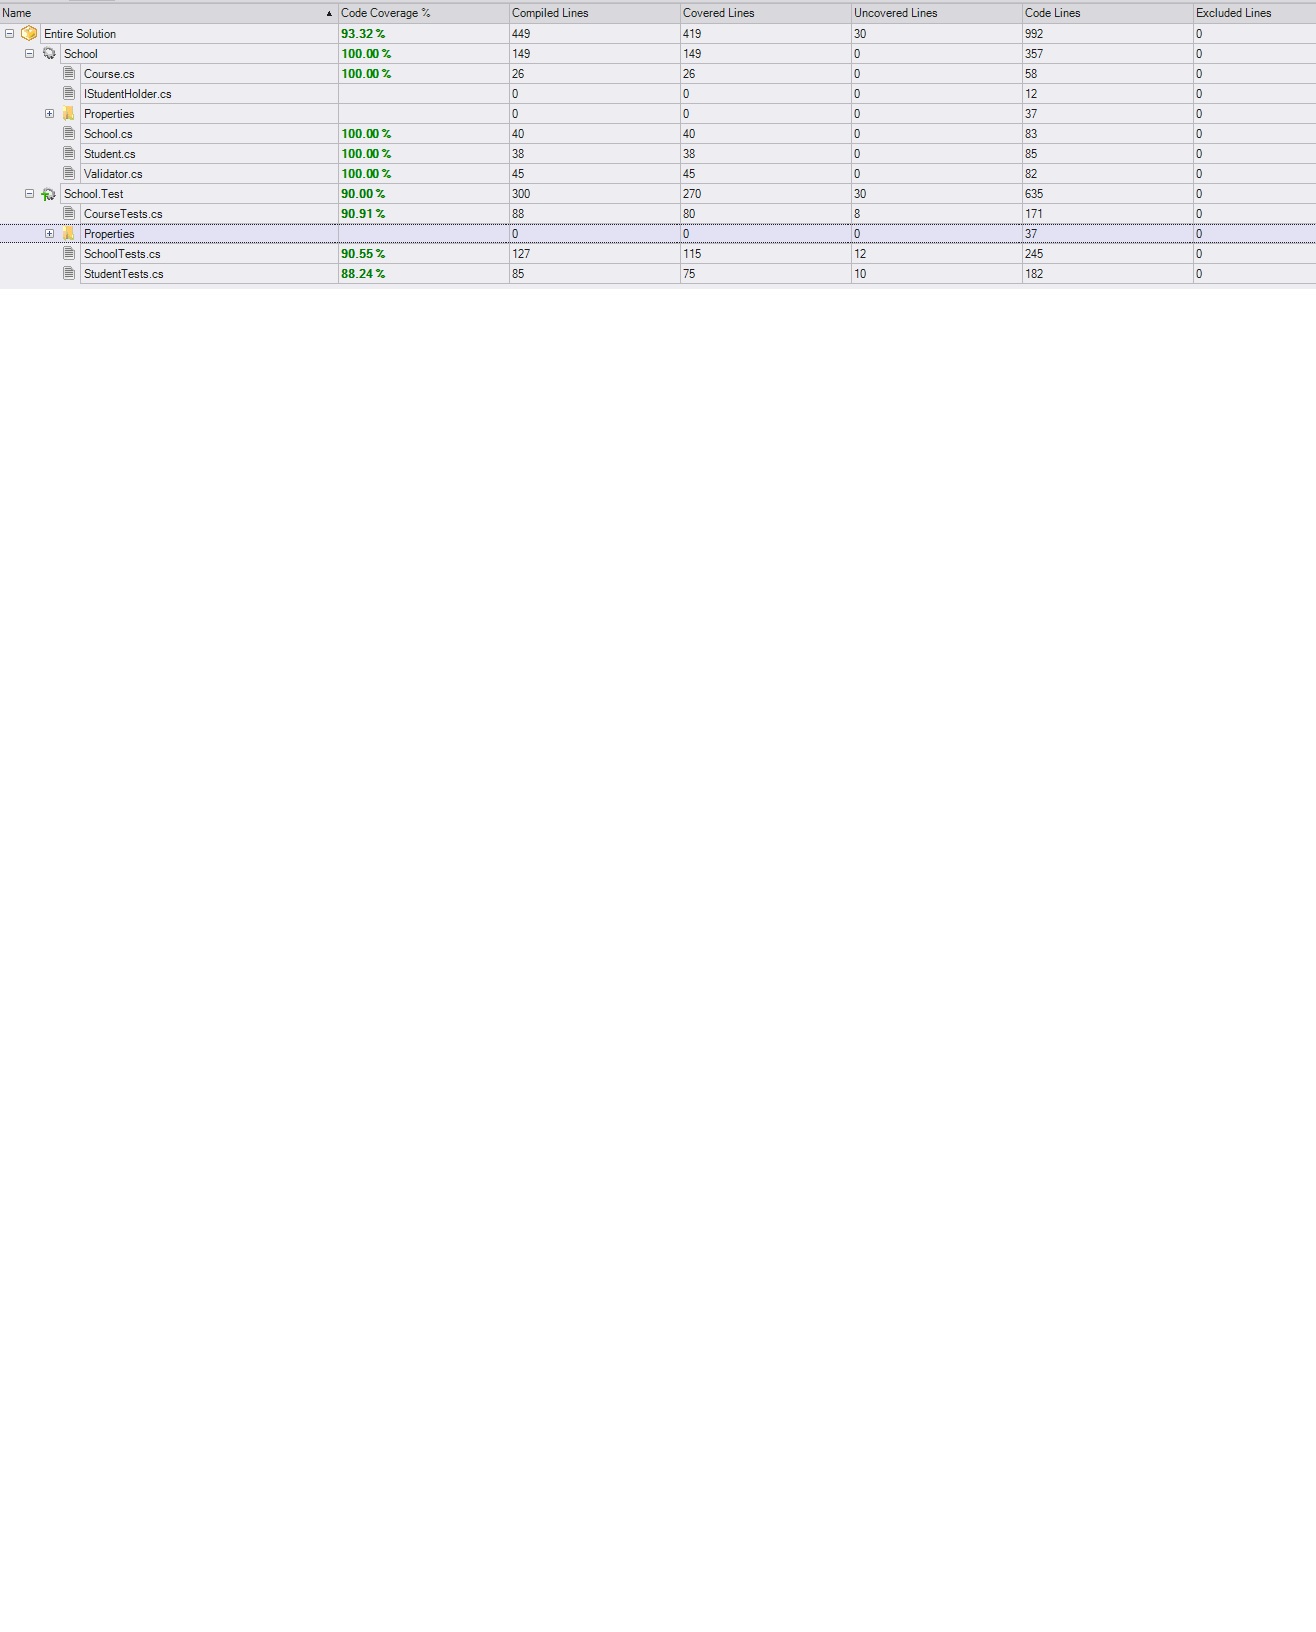 Name Code Coverage % Compiled Lines Covered Lines Uncovered Lines Code Lines Excluded Lines
Entire Solution 93.32 % 449 419 30 992 0
School 100.00 % 149 149 0 357 0
Course.cs 100.00 % 26 26 0 58 0
IStudentHolder.cs 0 0 0 12 0
Properties 0 0 0 37 0
School.cs 100.00 % 40 40 0 83 0
Student.cs 100.00 % 38 38 0 85 0
Validator.cs 100.00 % 45 45 0 82 0
School.Test 90.00 % 300 270 30 635 0
CourseTests.cs 90.91 % 88 80 8 171 0
Properties 0 0 0 37 0
SchoolTests.cs 90.55 % 127 115 12 245 0
StudentTests.cs 88.24 % 85 75 10 182 0